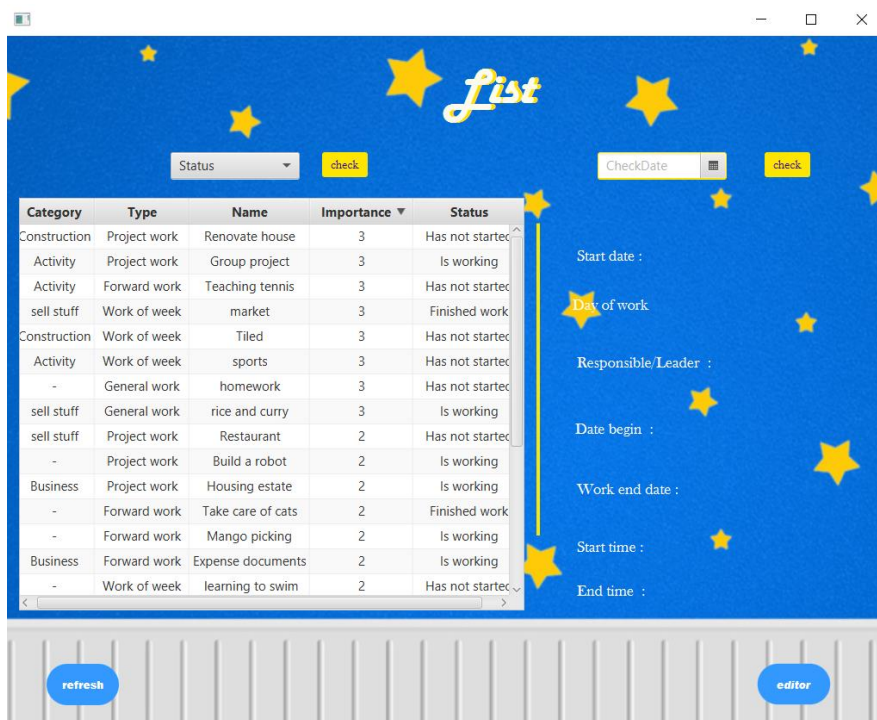 List
Status check CheckDate check
Category Type Name Importance Status
Construction Project work Renovate house 3 Has not started
Activity Project work Group project 3 Is working
Activity Forward work Teaching tennis 3 Has not started
sell stuff Work of week market 3 Finished work
Construction Work of week Tiled 3 Has not started
Activity Work of week sports 3 Has not started
- General work homework 3 Has not started
sell stuff General work rice and curry 3 Is working
sell stuff Project work Restaurant 2 Has not started
- Project work Build a robot 2 Is working
Business Project work Housing estate 2 Is working
- Forward work Take care of cats 2 Finished work
- Forward work Mango picking 2 Is working
Business Forward work Expense documents 2 Is working
- Work of week learning to swim 2 Has not started
Start date :
Day of work
Responsible/Leader :
Date begin :
Work end date :
Start time :
End time :
refresh editor